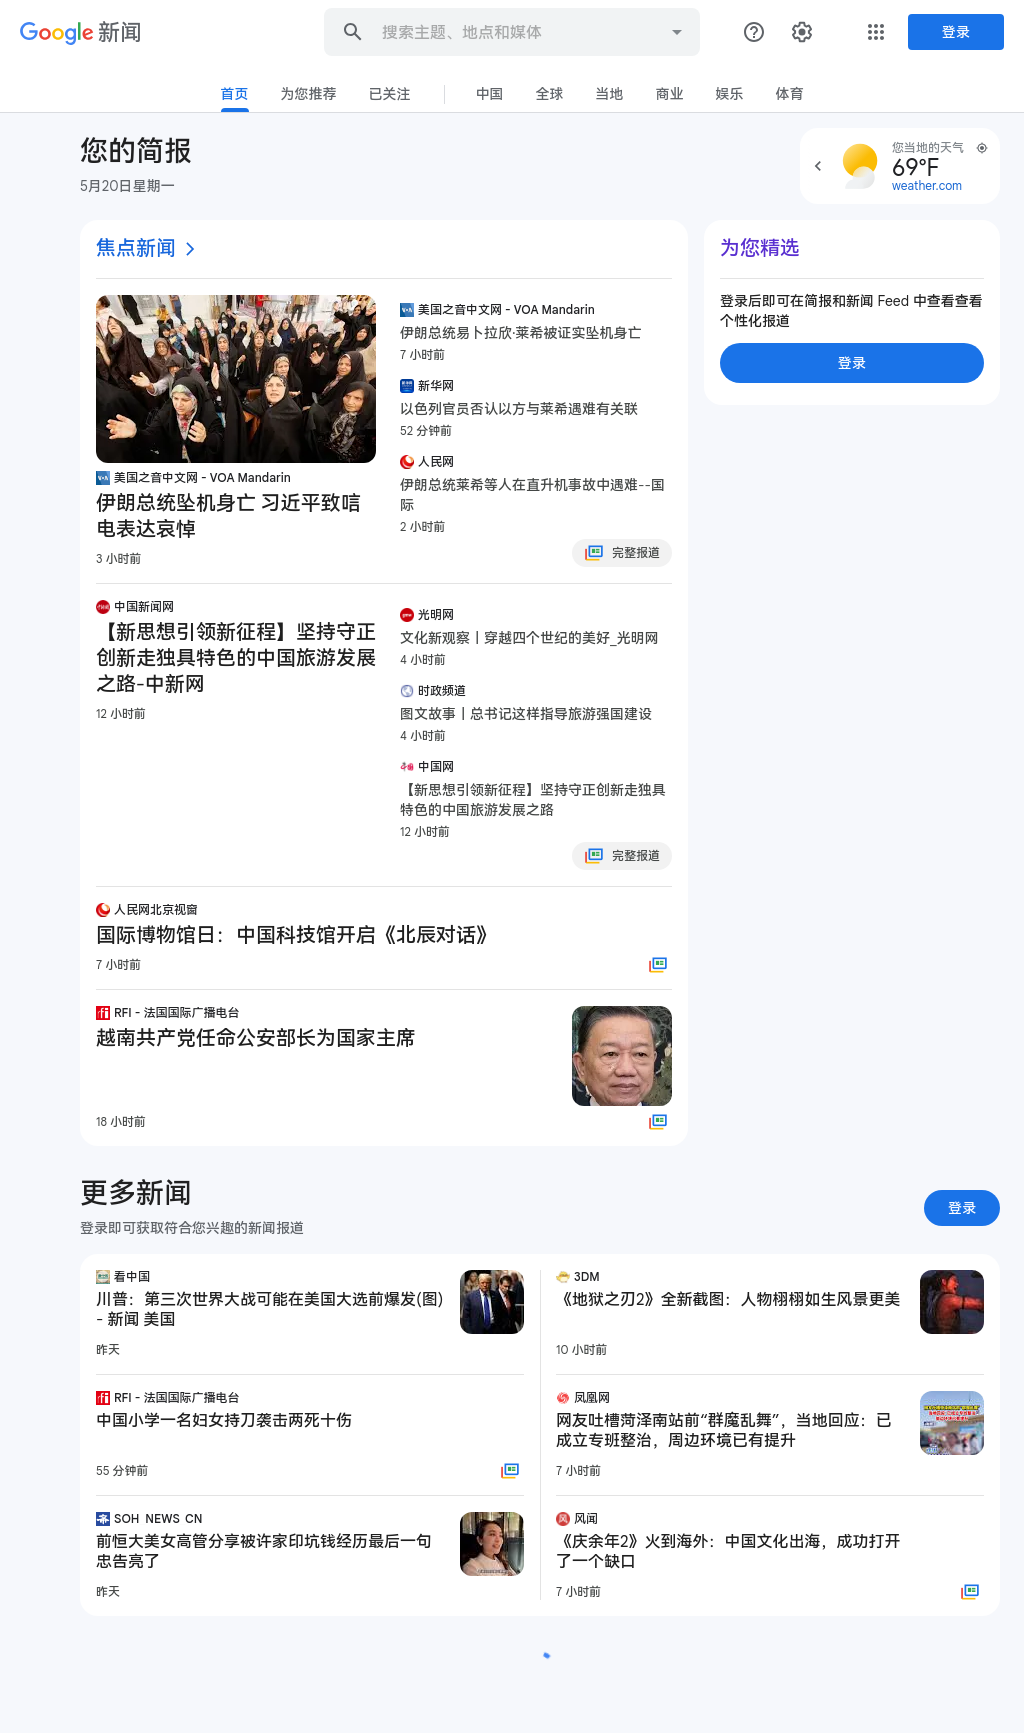 Google 新闻
搜索主题、地点和媒体
登录
首页
为您推荐
已关注
中国
全球
当地
商业
娱乐
体育
您的简报
5月20日星期一
您当地的天气
69°F
weather.com
焦点新闻
美国之音中文网 - VOA Mandarin
伊朗总统坠机身亡 习近平致唁
电表达哀悼
3 小时前
美国之音中文网 - VOA Mandarin
伊朗总统易卜拉欣·莱希被证实坠机身亡
7 小时前
新华网
以色列官员否认以方与莱希遇难有关联
52 分钟前
人民网
伊朗总统莱希等人在直升机事故中遇难--国
际
2 小时前
完整报道
中国新闻网
【新思想引领新征程】坚持守正
创新走独具特色的中国旅游发展
之路-中新网
12 小时前
光明网
文化新观察丨穿越四个世纪的美好_光明网
4 小时前
时政频道
图文故事丨总书记这样指导旅游强国建设
4 小时前
中国网
【新思想引领新征程】坚持守正创新走独具
特色的中国旅游发展之路
12 小时前
完整报道
人民网北京视窗
国际博物馆日：中国科技馆开启《北辰对话》
7 小时前
RFI - 法国国际广播电台
越南共产党任命公安部长为国家主席
18 小时前
为您精选
登录后即可在简报和新闻 Feed 中查看查看
个性化报道
登录
更多新闻
登录即可获取符合您兴趣的新闻报道
登录
看中国
川普：第三次世界大战可能在美国大选前爆发(图)
- 新闻 美国
昨天
RFI - 法国国际广播电台
中国小学一名妇女持刀袭击两死十伤
55 分钟前
SOH_NEWS_CN
前恒大美女高管分享被许家印坑钱经历最后一句
忠告亮了
昨天
3DM
《地狱之刃2》全新截图：人物栩栩如生风景更美
10 小时前
凤凰网
网友吐槽菏泽南站前“群魔乱舞”，当地回应：已
成立专班整治，周边环境已有提升
7 小时前
风闻
《庆余年2》火到海外：中国文化出海，成功打开
了一个缺口
7 小时前